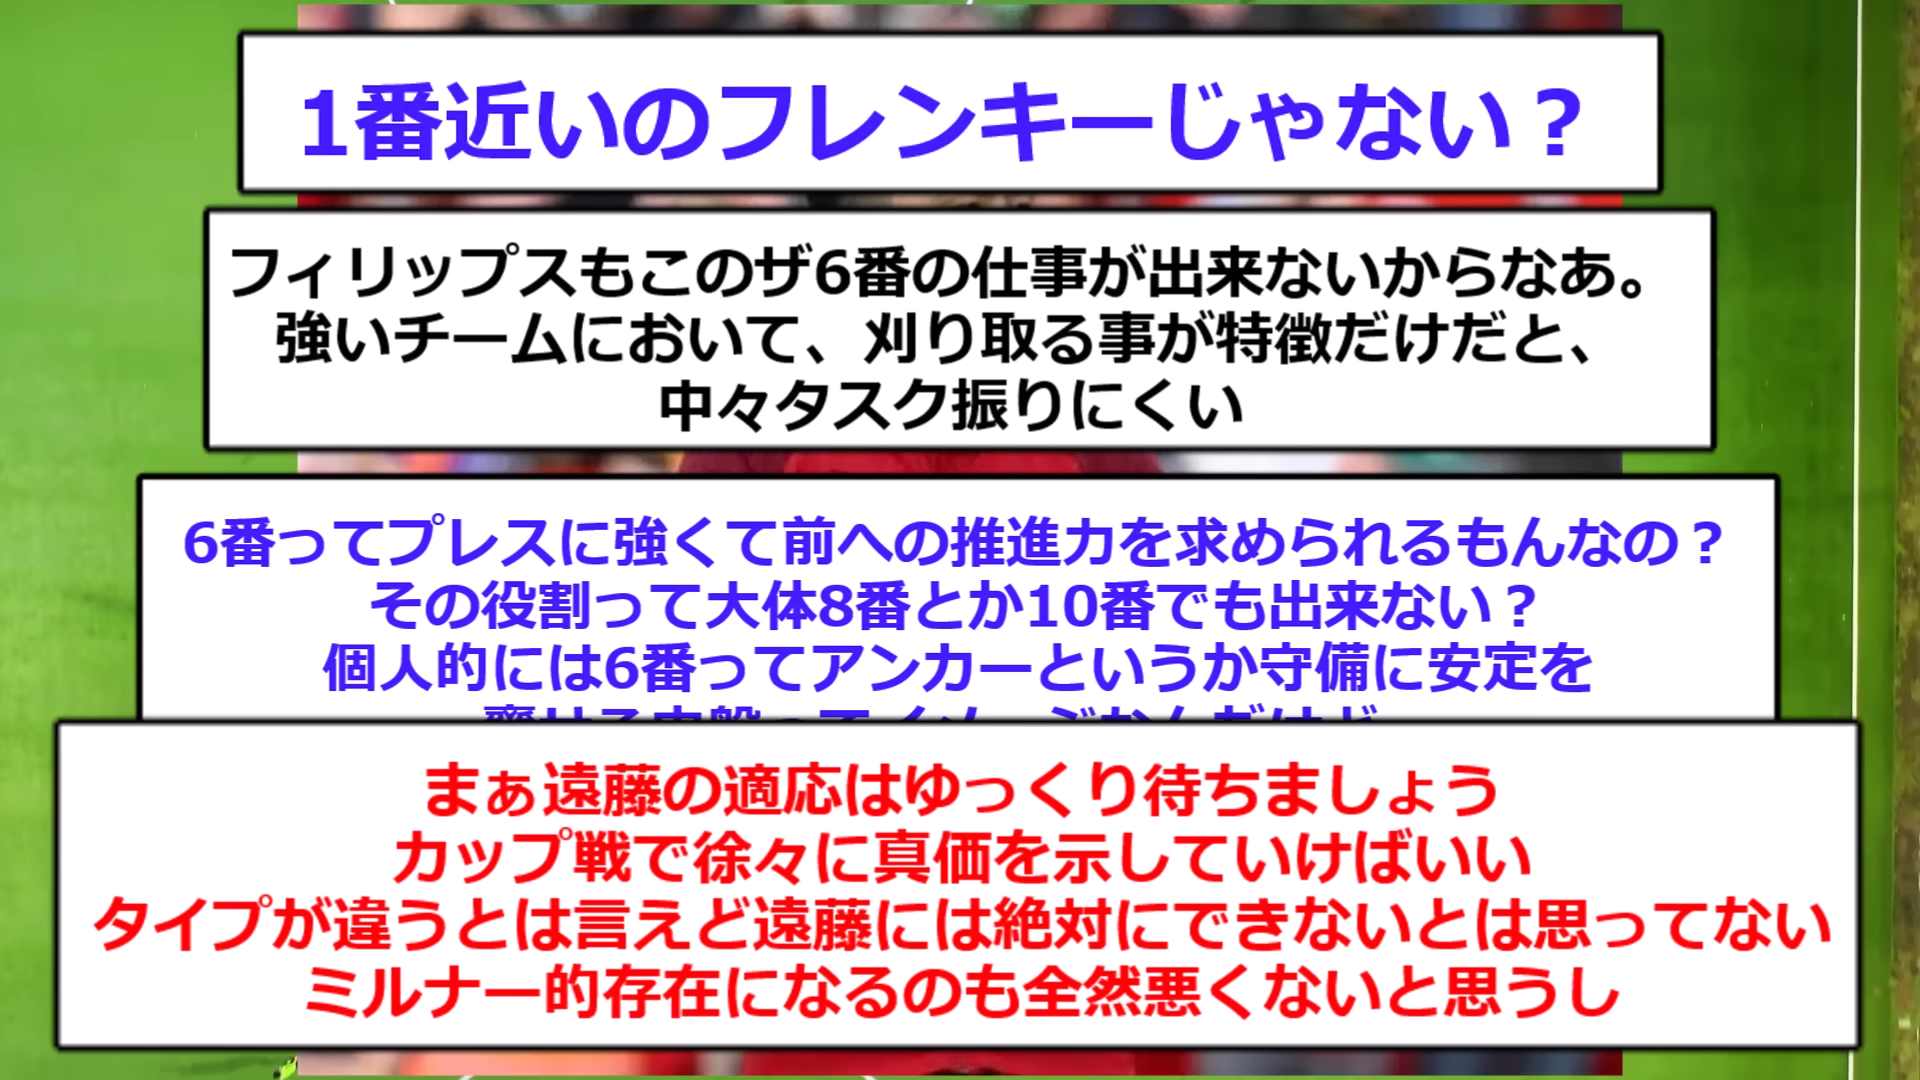 1番近いのフレンキーじゃない？
フィリップスもこのザ6番の仕事が出来ないからなあ。
強いチームにおいて、刈り取る事が特徴だけだと、
中々タスク振りにくい
6番ってプレスに強くて前への推進力を求められるもんなの？
その役割って大体8番とか10番でも出来ない？
個人的には6番ってアンカーというか守備に安定を
まぁ遠藤の適応はゆっくり待ちましょう
カップ戦で徐々に真価を示していけばいい
タイプが違うとは言えど遠藤には絶対にできないとは思ってない
ミルナー的存在になるのも全然悪くないと思うし